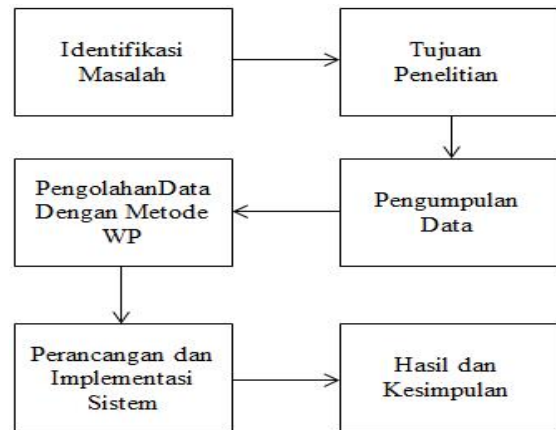 Identifikasi
Masalah
Tujuan
Penelitian
Pengumpulan
Data
PengolahanData
Dengan Metode
WP
Perancangan dan
Implementasi
Sistem
Hasil dan
Kesimpulan